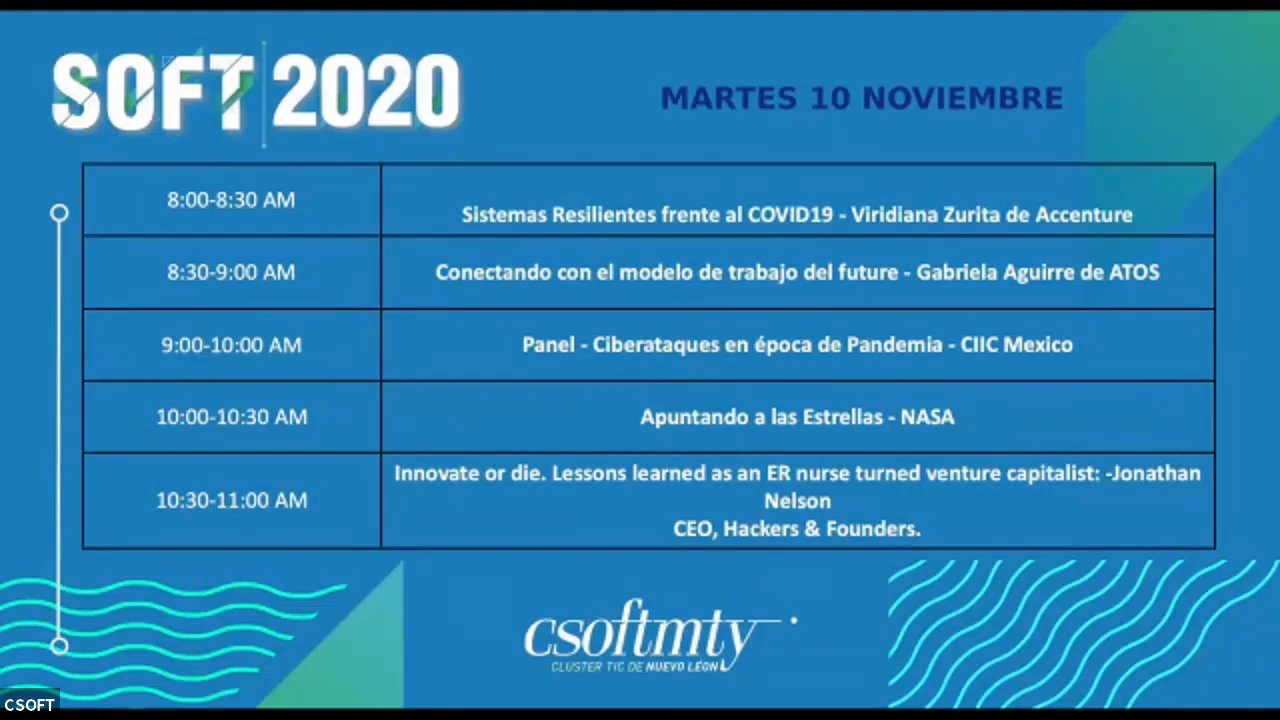 SOFT 2020
MARTES 10 NOVIEMBRE
8:00-8:30 AM
Sistemas Resilientes frente al COVID19 - Viridiana Zurita de Accenture
8:30-9:00 AM
Conectando con el modelo de trabajo del future - Gabriela Aguirre de ATOS
9:00-10:00 AM
Panel - Ciberataques en época de Pandemia - CIIC Mexico
10:00-10:30 AM
Apuntando a las Estrellas - NASA
10:30-11:00 AM
Innovate or die. Lessons learned as an ER nurse turned venture capitalist: -Jonathan
Nelson
CEO, Hackers & Founders.
csoftmty
CLUSTER TIC DE NUEVO LEÓN
CSOFT